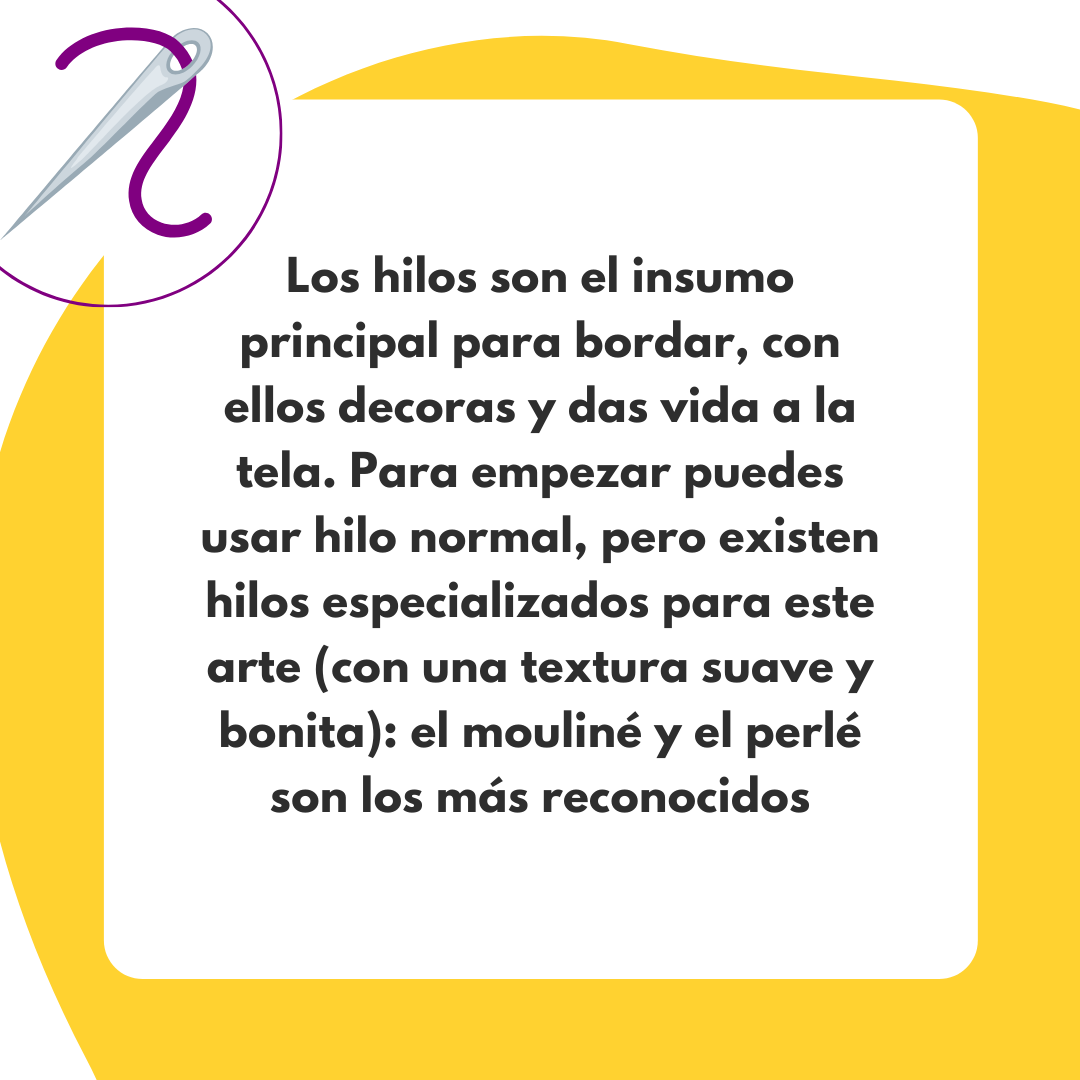 Los hilos son el insumo
principal para bordar, con
ellos decoras y das vida a la
tela. Para empezar puedes
usar hilo normal, pero existen
hilos especializados para este
arte (con una textura suave y
bonita): el mouliné y el perlé
son los más reconocidos